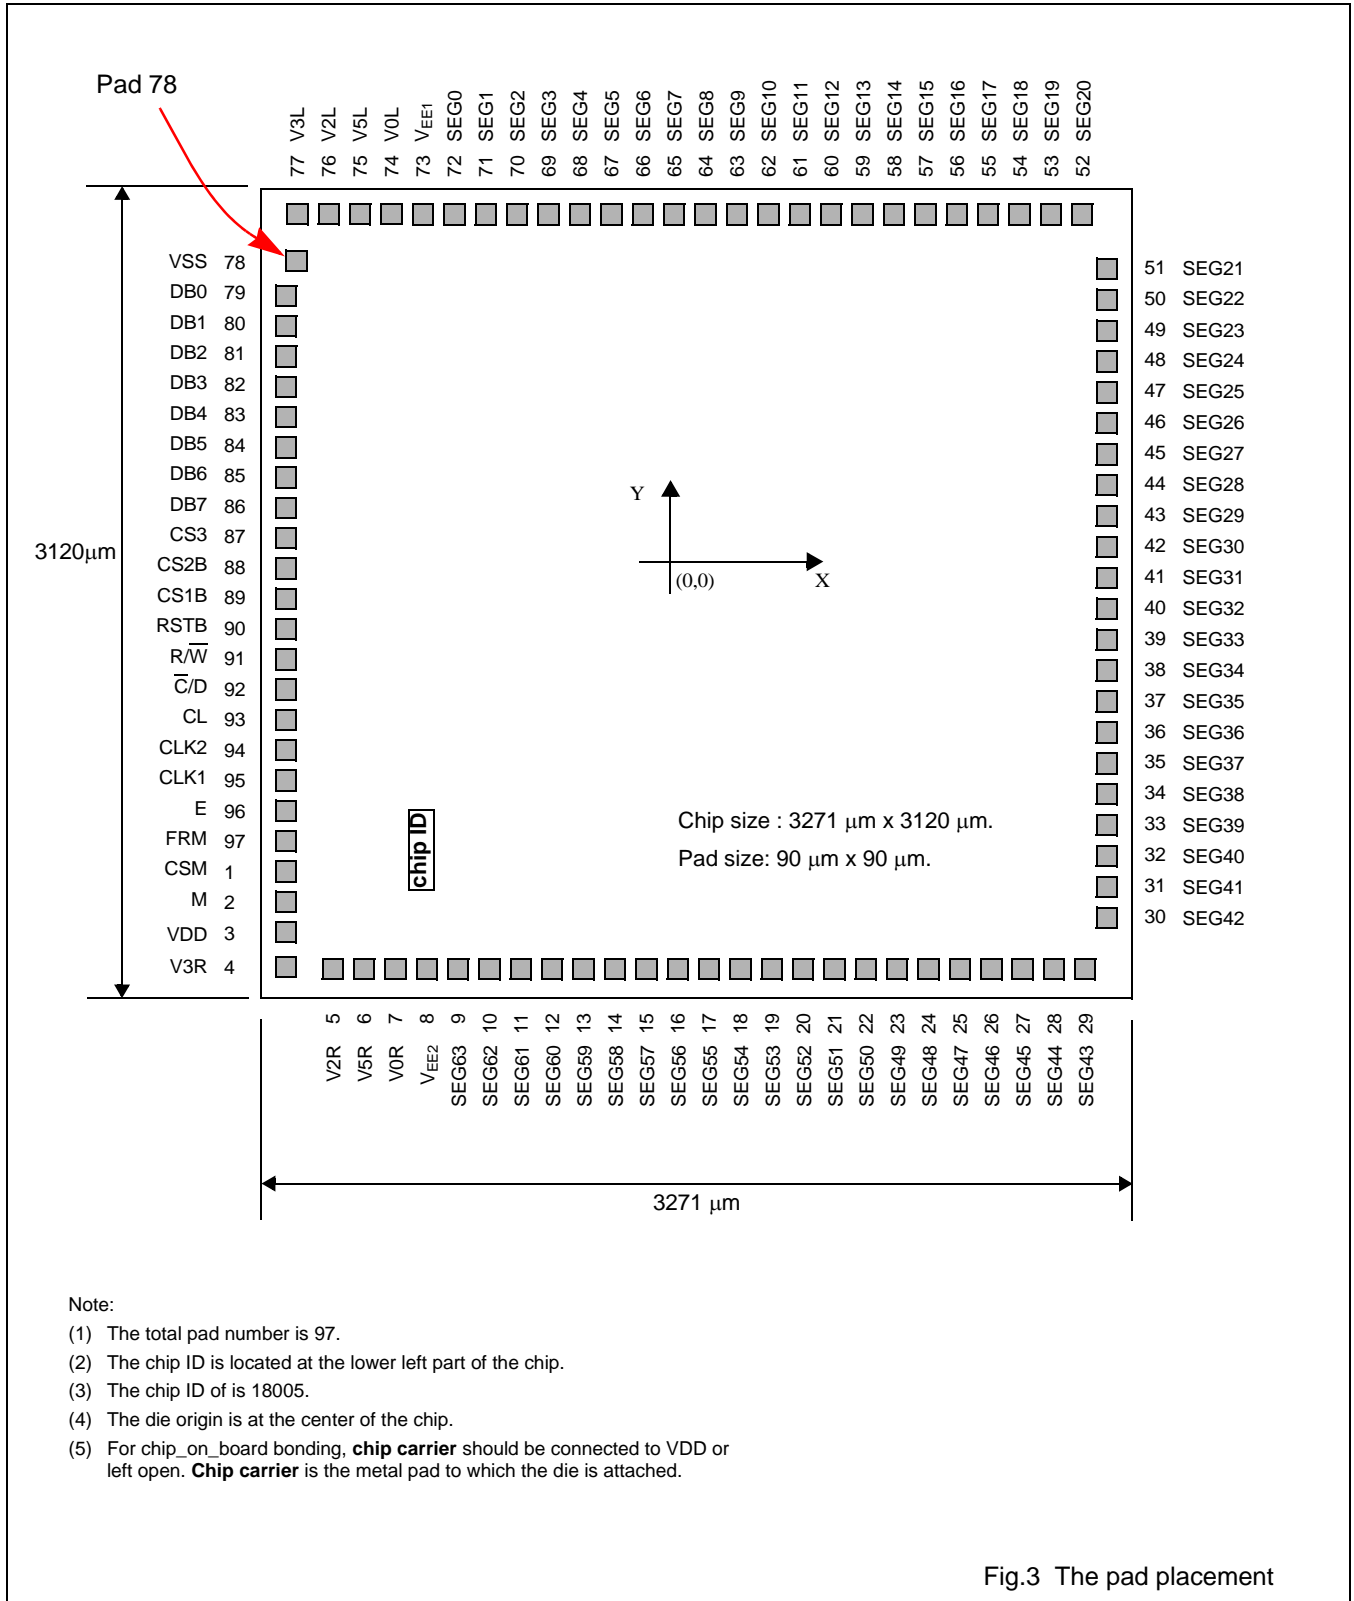 Pad 78
77 V3L
76 V2L
75 V5L
74 V0L
73 VEE1
72 SEG0
71 SEG1
70 SEG2
69 SEG3
68 SEG4
67 SEG5
66 SEG6
65 SEG7
64 SEG8
63 SEG9
62 SEG10
61 SEG11
60 SEG12
59 SEG13
58 SEG14
57 SEG15
56 SEG16
55 SEG17
54 SEG18
53 SEG19
52 SEG20
VSS 78
DB0 79
DB1 80
DB2 81
DB3 82
DB4 83
DB5 84
DB6 85
DB7 86
CS3 87
CS2B 88
CS1B 89
RSTB 90
R/W̅ 91
C̅/D 92
CL 93
CLK2 94
CLK1 95
E 96
FRM 97
CSM 1
M 2
VDD 3
V3R 4
3120µm
Y
(0,0)
X
chip ID
Chip size : 3271 µm x 3120 µm.
Pad size: 90 µm x 90 µm.
51 SEG21
50 SEG22
49 SEG23
48 SEG24
47 SEG25
46 SEG26
45 SEG27
44 SEG28
43 SEG29
42 SEG30
41 SEG31
40 SEG32
39 SEG33
38 SEG34
37 SEG35
36 SEG36
35 SEG37
34 SEG38
33 SEG39
32 SEG40
31 SEG41
30 SEG42
V2R 5
V5R 6
V0R 7
VEE2 8
SEG63 9
SEG62 10
SEG61 11
SEG60 12
SEG59 13
SEG58 14
SEG57 15
SEG56 16
SEG55 17
SEG54 18
SEG53 19
SEG52 20
SEG51 21
SEG50 22
SEG49 23
SEG48 24
SEG47 25
SEG46 26
SEG45 27
SEG44 28
SEG43 29
3271 µm
Note:
(1) The total pad number is 97.
(2) The chip ID is located at the lower left part of the chip.
(3) The chip ID of is 18005.
(4) The die origin is at the center of the chip.
(5) For chip_on_board bonding, chip carrier should be connected to VDD or
left open. Chip carrier is the metal pad to which the die is attached.
Fig.3 The pad placement